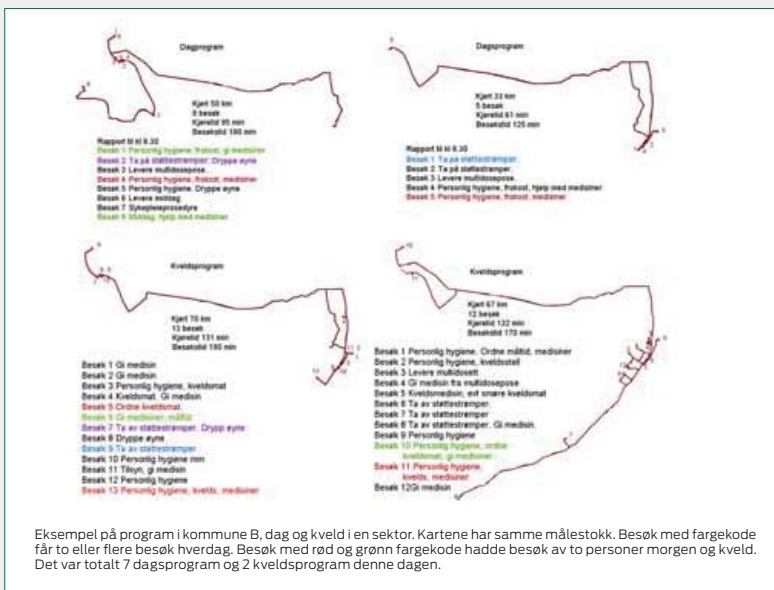 Dagprogram
Kjørt 50 km
8 besøk
Kjøretid 95 min
Besøkstid 180 min
Rapport til kl 8.30
Besøk 1 Personlig hygiene, frokost, gi medisiner
Besøk 2 Ta på støttestrømper. Dryppe øyne
Besøk 3 Levere multidosepose.
Besøk 4 Personlig hygiene, frokost, medisiner
Besøk 5 Personlig hygiene. Dryppe øyne
Besøk 6 Levere middag
Besøk 7 Sykepleieprosedyre
Besøk 8 Middag, hjelp med medisiner
Dagsprogram
Kjørt 33 km
5 besøk
Kjøretid 61 min
Besøkstid 125 min
Rapport til kl 8.30
Besøk 1 Ta på støttestrømper.
Besøk 2 Ta på støttestrømper.
Besøk 3 Levere multidosepose.
Besøk 4 Personlig hygiene, frokost, hjelp med medisiner
Besøk 5 Personlig hygiene, frokost, medisiner
Kveldsprogram
Kjørt 70 km
13 besøk
Kjøretid 131 min
Besøkstid 190 min
Besøk 1 Gi medisin
Besøk 2 Gi medisin
Besøk 3 Personlig hygiene, kveldsmat
Besøk 4 Kveldsmat. Gi medisin
Besøk 5 Ordne kveldsmat.
Besøk 6 Gi medisiner, måltid
Besøk 7 Ta av støttestrømper, Drypp øyne
Besøk 8 Dryppe øyne
Besøk 9 Ta av støttestrømper
Besøk 10 Personlig hygiene mm
Besøk 11 Tilsyn, gi medisin
Besøk 12 Personlig hygiene
Besøk 13 Personlig hygiene, kvelds, medisiner
Kveldsprogram
Kjørt 67 km
12 besøk
Kjøretid 132 min
Besøkstid 170 min
Besøk 1 Personlig hygiene, Ordne måltid, medisiner
Besøk 2 Personlig hygiene, kveldsstell
Besøk 3 Levere multidosett
Besøk 4 Gi medisin fra multidosepose
Besøk 5 Kveldsmedisin, evt smøre kveldsmat
Besøk 6 Ta av støttestrømper.
Besøk 7 Ta av støttestrømper
Besøk 8 Ta av støttestrømper. Gi medisin.
Besøk 9 Personlig hygiene
Besøk 10 Personlig hygiene, ordne
kveldsmat, gi medisiner
Besøk 11 Personlig hygiene,
kvelds, medisiner
Besøk 12Gi medisin
Eksempel på program i kommune B, dag og kveld i en sektor. Kartene har samme målestokk. Besøk med fargekode
får to eller flere besøk hverdag. Besøk med rød og grønn fargekode hadde besøk av to personer morgen og kveld.
Det var totalt 7 dagsprogram og 2 kveldsprogram denne dagen.